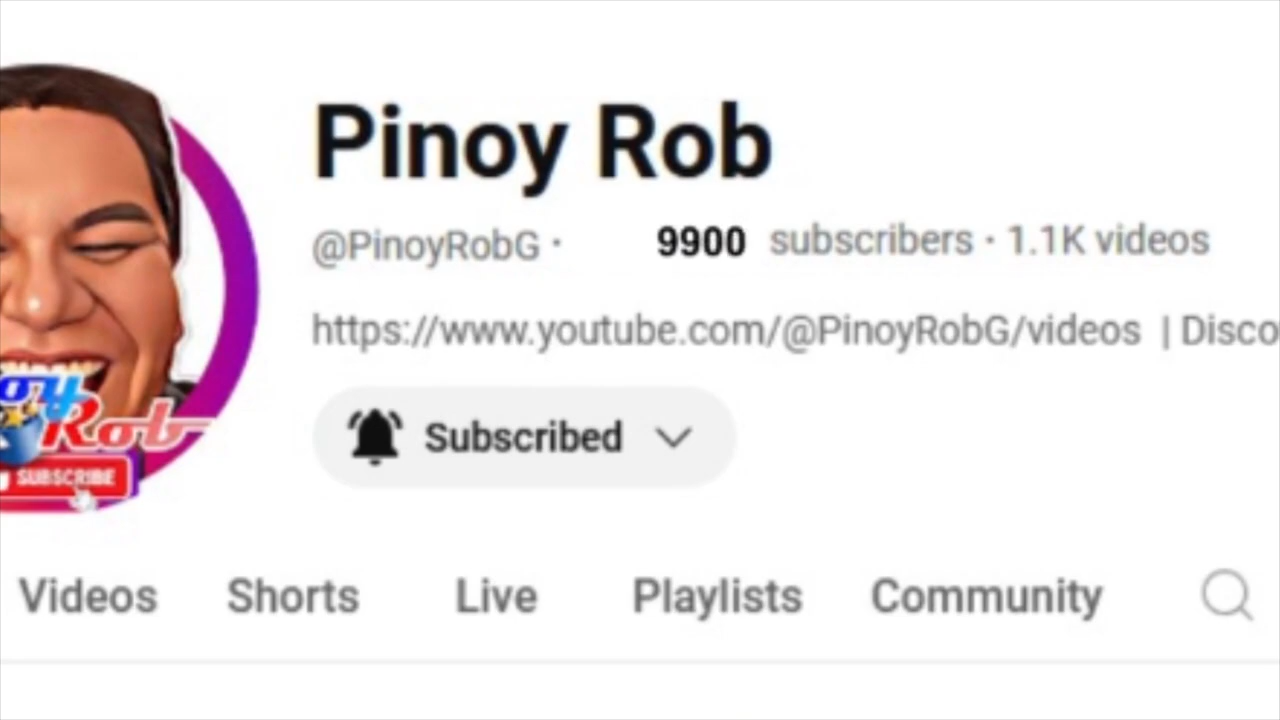 Pinoy Rob
@PinoyRobG · 9900 subscribers · 1.1K videos
https://www.youtube.com/@PinoyRobG/videos | Disco
Subscribed
oy
Rob
SUBSCRIBE
Videos Shorts Live Playlists Community